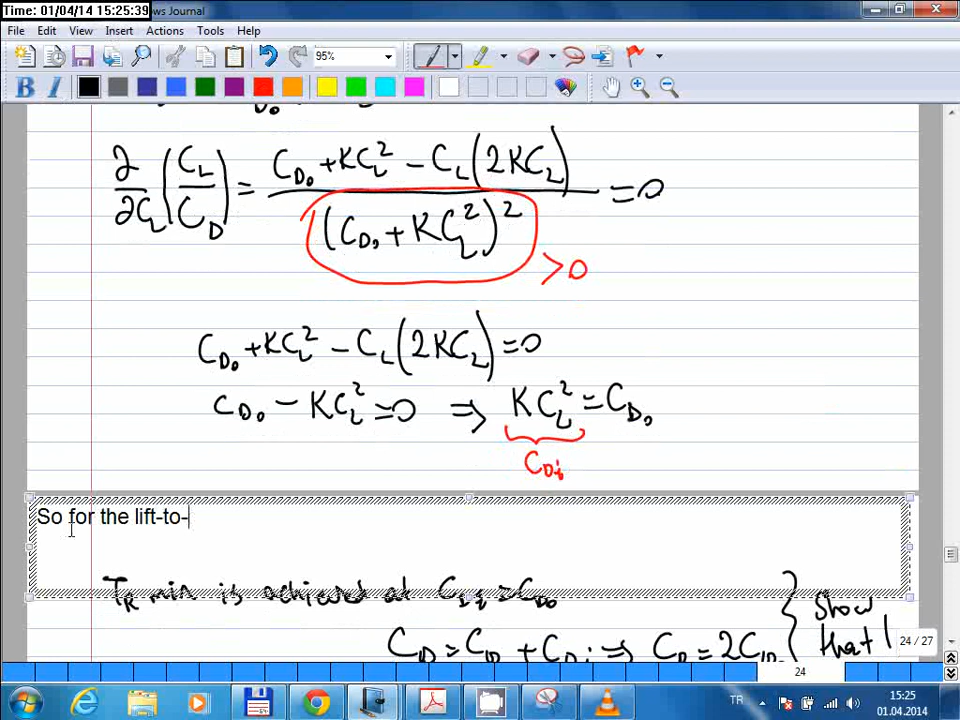 Time: 01/04/14 15:25:39 ows Journal
File Edit View Insert Actions Tools Help
95%
B I
∂/∂C_L (C_L/C_D) = (C_D₀ + KC_L² − C_L(2KC_L)) / (C_D₀ + KC_L²)² = 0
> 0
C_D₀ + KC_L² − C_L(2KC_L) = 0
C_D₀ − KC_L² = 0 ⇒ KC_L² = C_D₀
C_Di
So for the lift-to-
T_R min is achieved at C_Di = C_D₀
Show
C_D = C_D₀ + C_Di ⇒ C_D = 2C_D₀
that
24 / 27
24
TR
15:25
01.04.2014